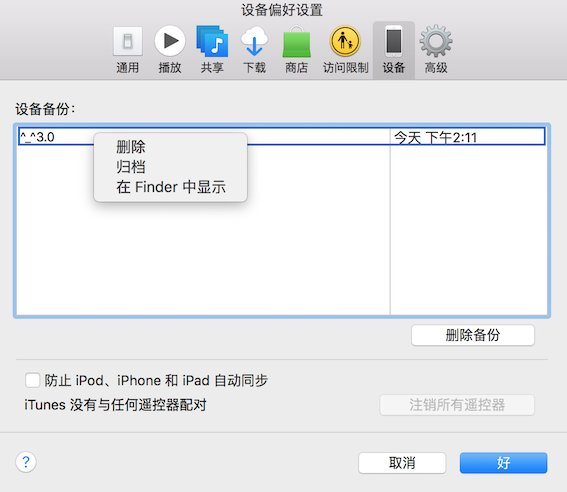 设备偏好设置
通用 播放 共享 下载 商店 访问限制 设备 高级
设备备份：
^_^3.0 今天 下午2:11
删除
归档
在 Finder 中显示
删除备份
防止 iPod、iPhone 和 iPad 自动同步
iTunes 没有与任何遥控器配对 注销所有遥控器
? 取消 好